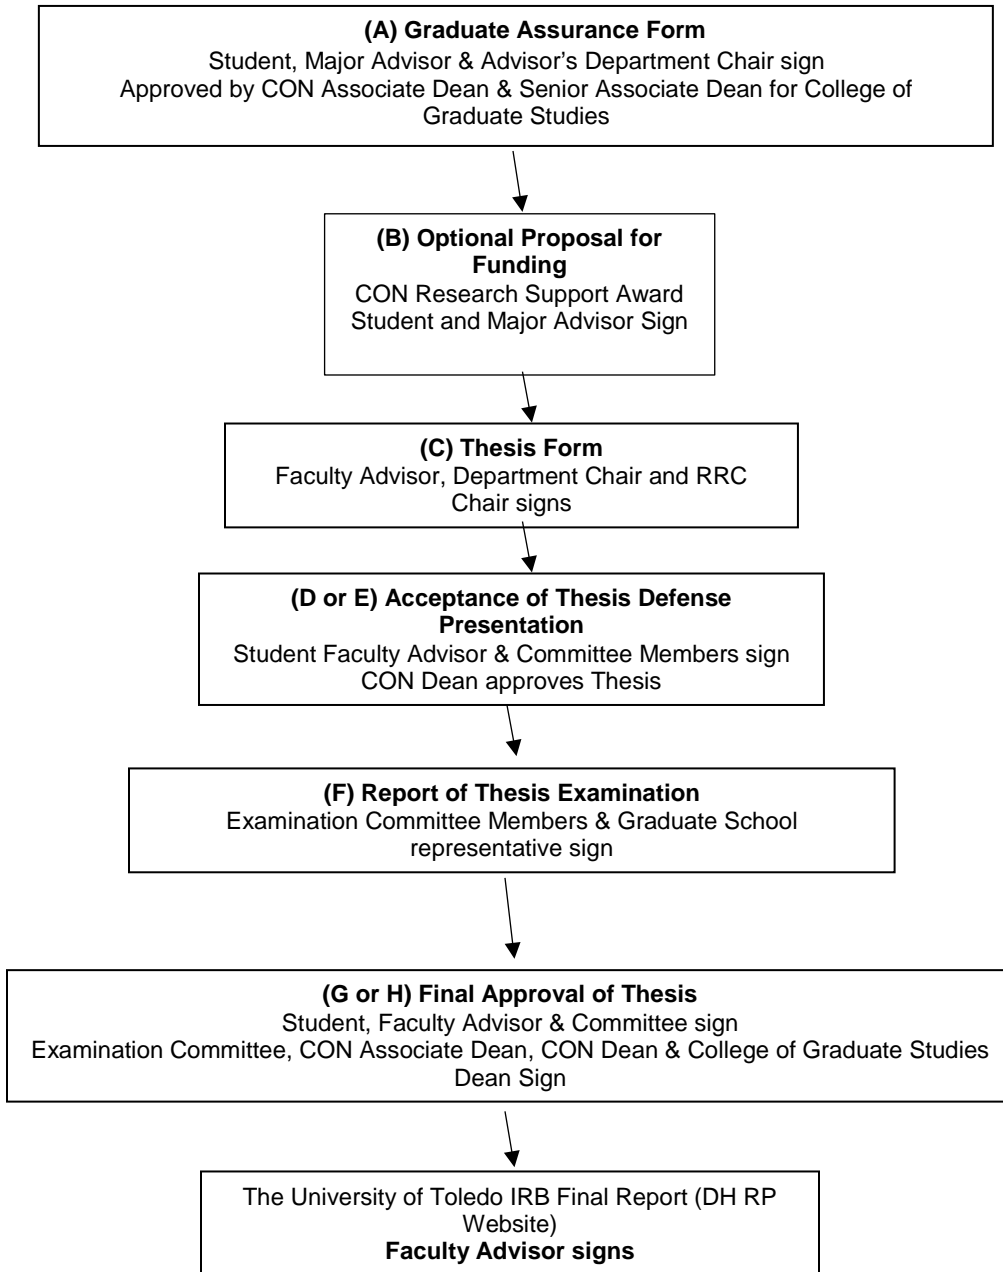 (A) Graduate Assurance Form
Student, Major Advisor & Advisor’s Department Chair sign
Approved by CON Associate Dean & Senior Associate Dean for College of
Graduate Studies
(B) Optional Proposal for
Funding
CON Research Support Award
Student and Major Advisor Sign
(C) Thesis Form
Faculty Advisor, Department Chair and RRC
Chair signs
(D or E) Acceptance of Thesis Defense
Presentation
Student Faculty Advisor & Committee Members sign
CON Dean approves Thesis
(F) Report of Thesis Examination
Examination Committee Members & Graduate School
representative sign
(G or H) Final Approval of Thesis
Student, Faculty Advisor & Committee sign
Examination Committee, CON Associate Dean, CON Dean & College of Graduate Studies
Dean Sign
The University of Toledo IRB Final Report (DH RP
Website)
Faculty Advisor signs